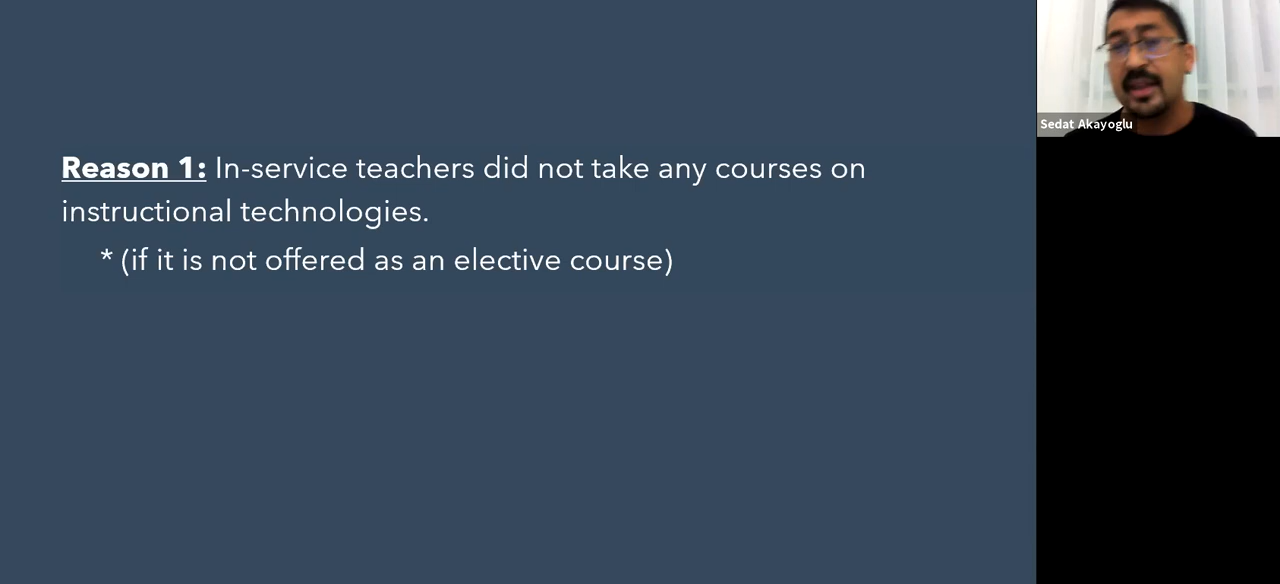 Reason 1: In-service teachers did not take any courses on
instructional technologies.
* (if it is not offered as an elective course)
Sedat Akayoglu